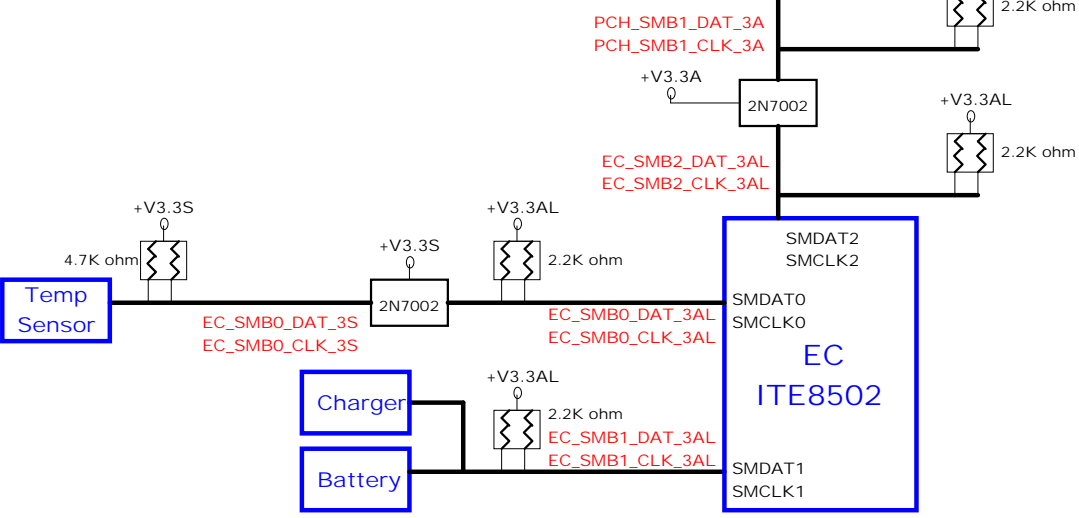 2.2K ohm
PCH_SMB1_DAT_3A
PCH_SMB1_CLK_3A
+V3.3A
2N7002
+V3.3AL
2.2K ohm
EC_SMB2_DAT_3AL
EC_SMB2_CLK_3AL
+V3.3S
4.7K ohm
+V3.3S
+V3.3AL
2.2K ohm
SMDAT2
SMCLK2
Temp
Sensor
2N7002
EC_SMB0_DAT_3S
EC_SMB0_CLK_3S
EC_SMB0_DAT_3AL
EC_SMB0_CLK_3AL
SMDAT0
SMCLK0
EC
ITE8502
Charger
+V3.3AL
2.2K ohm
EC_SMB1_DAT_3AL
EC_SMB1_CLK_3AL
Battery
SMDAT1
SMCLK1